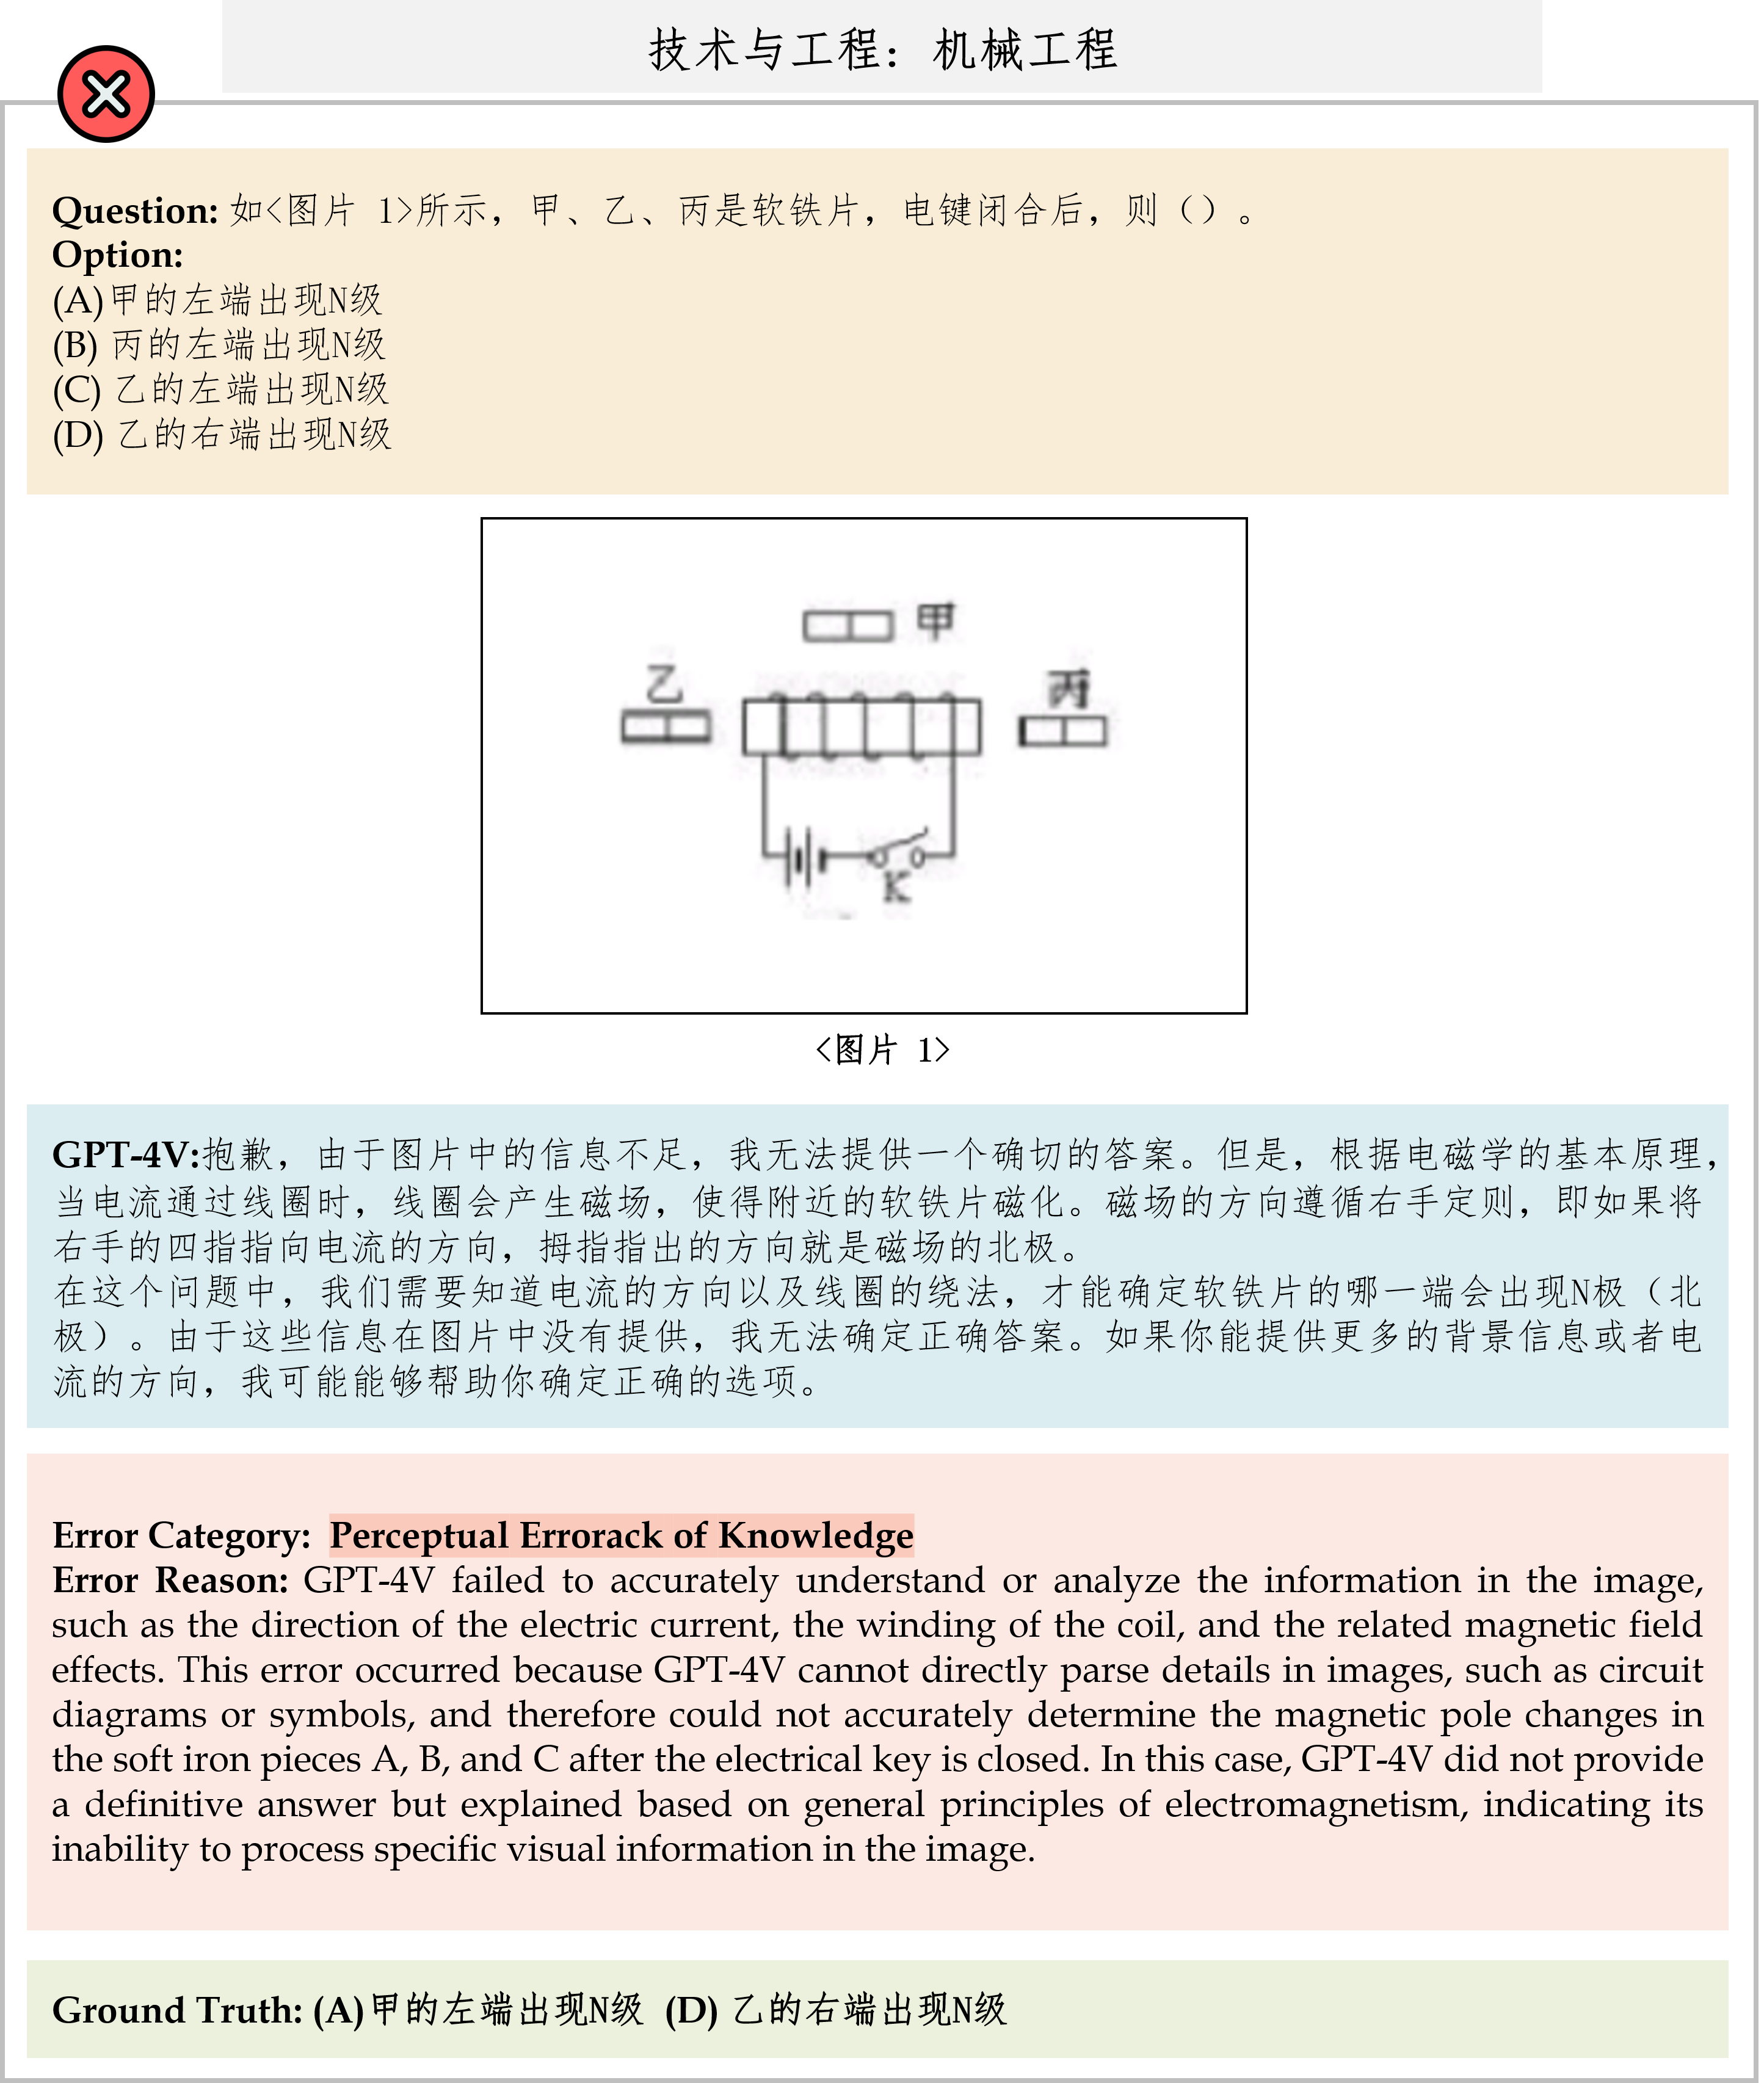 技术与工程：机械工程
Question: 如<图片 1>所示，甲、乙、丙是软铁片，电键闭合后，则（）。
Option:
(A)甲的左端出现N级
(B) 丙的左端出现N级
(C) 乙的左端出现N级
(D) 乙的右端出现N级
甲
乙
丙
K
<图片 1>
GPT-4V:抱歉，由于图片中的信息不足，我无法提供一个确切的答案。但是，根据电磁学的基本原理，
当电流通过线圈时，线圈会产生磁场，使得附近的软铁片磁化。磁场的方向遵循右手定则，即如果将
右手的四指指向电流的方向，拇指指出的方向就是磁场的北极。
在这个问题中，我们需要知道电流的方向以及线圈的绕法，才能确定软铁片的哪一端会出现N极（北
极）。由于这些信息在图片中没有提供，我无法确定正确答案。如果你能提供更多的背景信息或者电
流的方向，我可能能够帮助你确定正确的选项。
Error Category: Perceptual Errorack of Knowledge
Error Reason: GPT-4V failed to accurately understand or analyze the information in the image,
such as the direction of the electric current, the winding of the coil, and the related magnetic field
effects. This error occurred because GPT-4V cannot directly parse details in images, such as circuit
diagrams or symbols, and therefore could not accurately determine the magnetic pole changes in
the soft iron pieces A, B, and C after the electrical key is closed. In this case, GPT-4V did not provide
a definitive answer but explained based on general principles of electromagnetism, indicating its
inability to process specific visual information in the image.
Ground Truth: (A)甲的左端出现N级 (D) 乙的右端出现N级